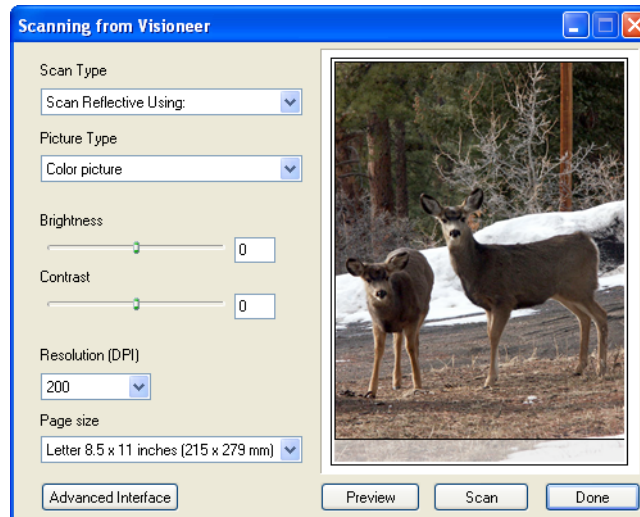 Scanning from Visioneer
Scan Type
Scan Reflective Using:
Picture Type
Color picture
Brightness
0
Contrast
0
Resolution (DPI)
200
Page size
Letter 8.5 x 11 inches (215 x 279 mm)
Advanced Interface
Preview
Scan
Done